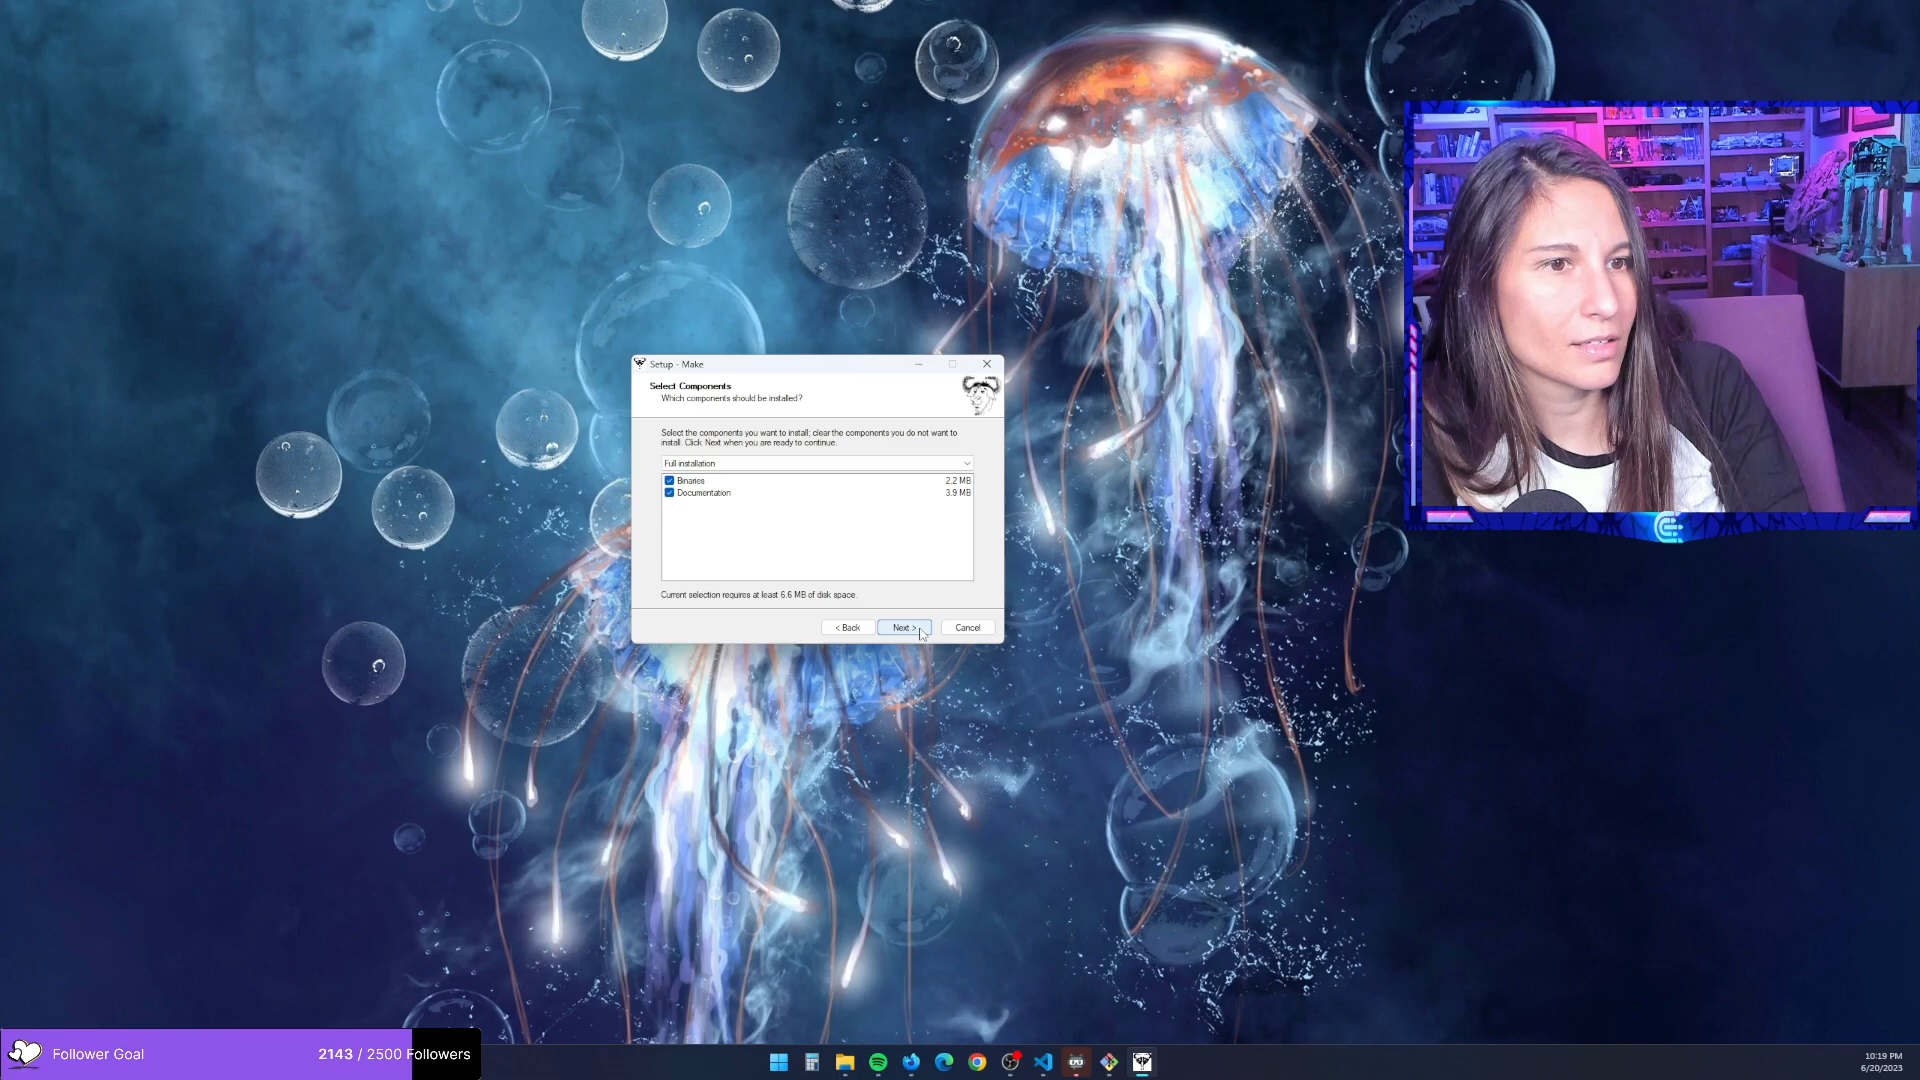 Setup - Make
Select Components
Which components should be installed?
Select the components you want to install; clear the components you do not want to
install. Click Next when you are ready to continue.
Full installation
Binaries 2.2 MB
Documentation 3.9 MB
Current selection requires at least 6.6 MB of disk space.
< Back Next > Cancel
Follower Goal 2143 / 2500 Followers
10:19 PM
6/20/2023